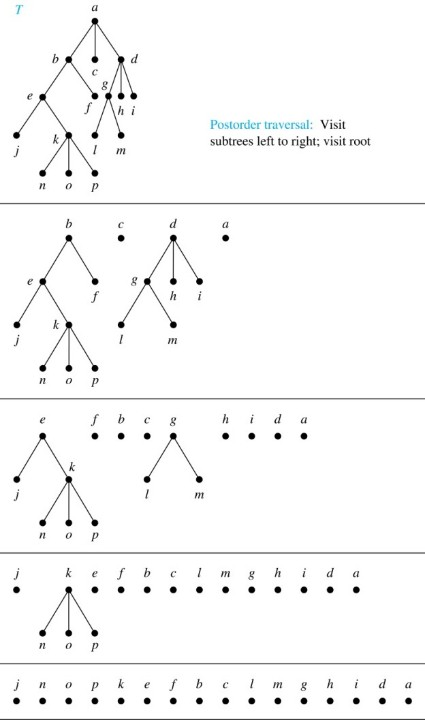 T
a
b
d
c
e
g
f
h i
j
k
l
m
n o p
Postorder traversal: Visit
subtrees left to right; visit root
b c d a
e
g
f
h i
j
k
l
m
n o p
e f b c g h i d a
k
j
l m
n o p
j k e f b c l m g h i d a
n o p
j n o p k e f b c l m g h i d a